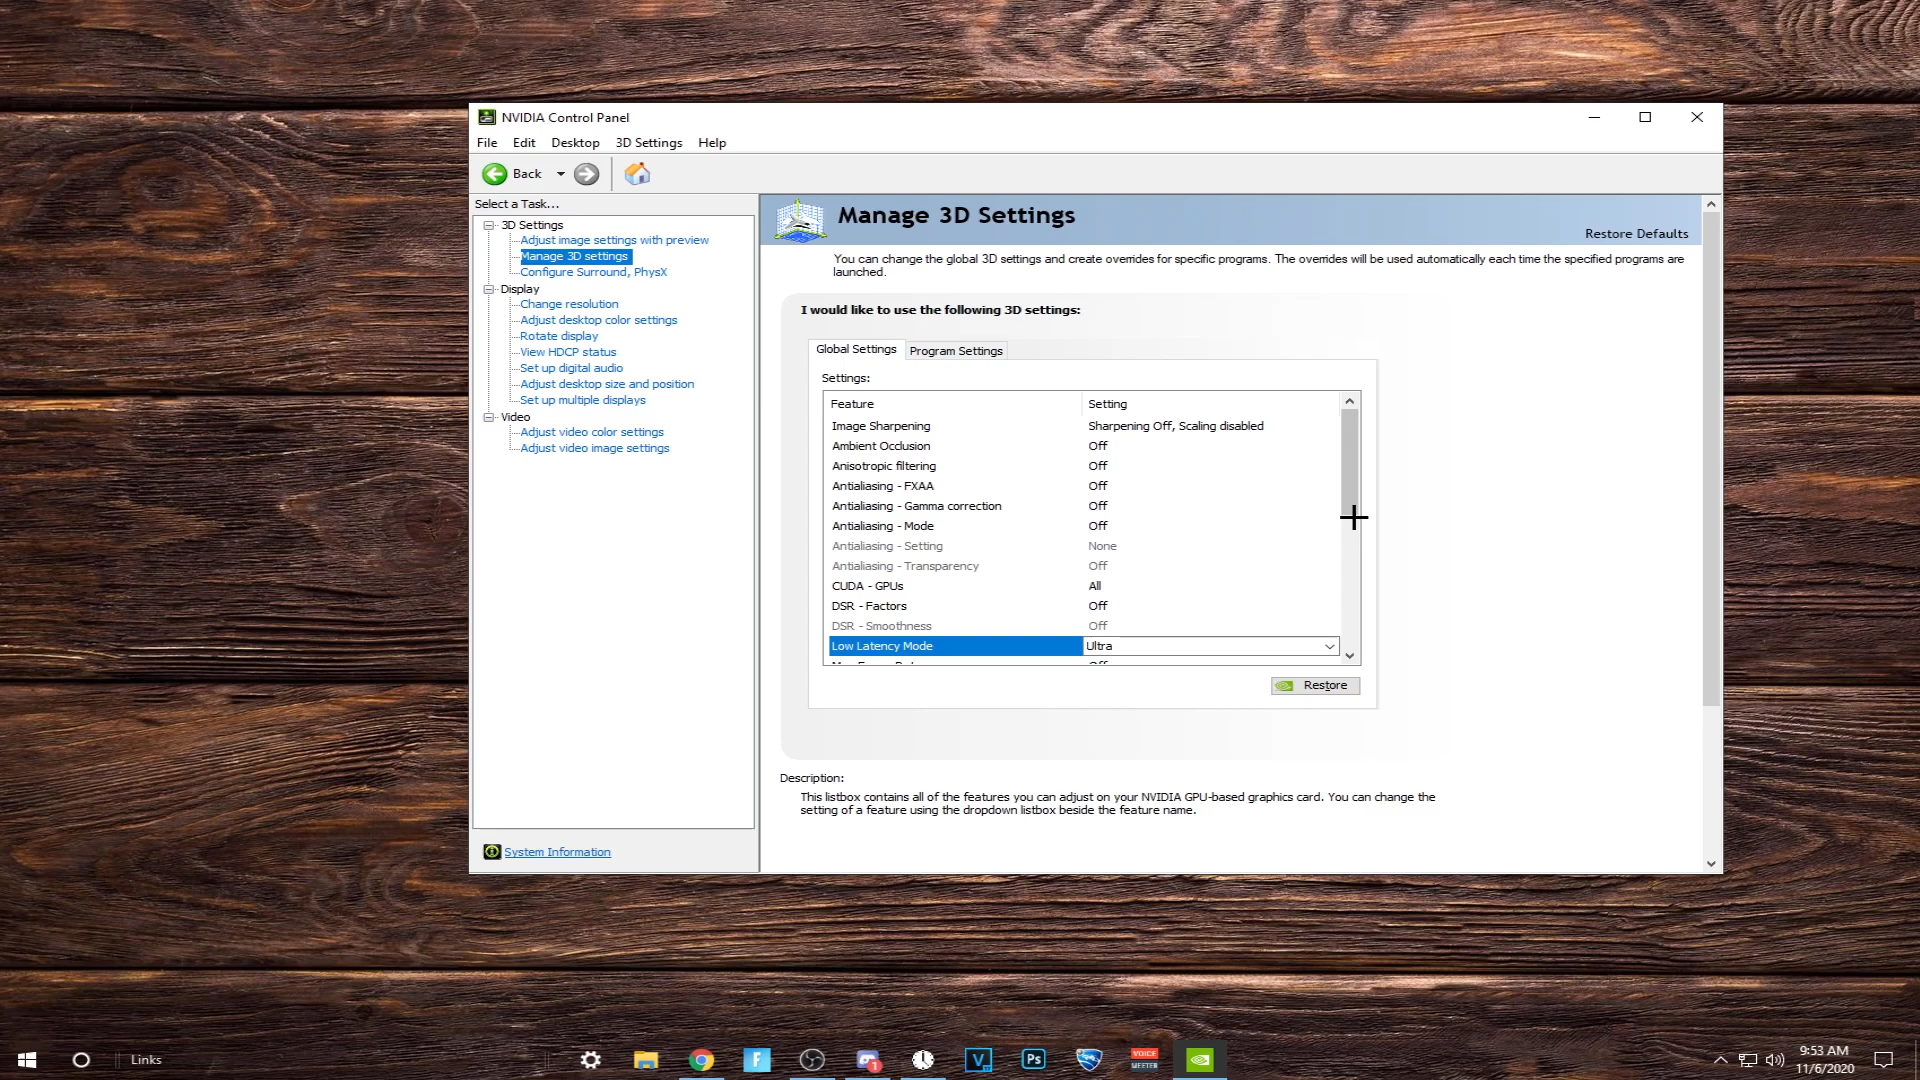 NVIDIA Control Panel
File Edit Desktop 3D Settings Help
Back
Select a Task...
3D Settings
Adjust image settings with preview
Manage 3D settings
Configure Surround, PhysX
Display
Change resolution
Adjust desktop color settings
Rotate display
View HDCP status
Set up digital audio
Adjust desktop size and position
Set up multiple displays
Video
Adjust video color settings
Adjust video image settings
System Information
Manage 3D Settings
Restore Defaults
You can change the global 3D settings and create overrides for specific programs. The overrides will be used automatically each time the specified programs are
launched.
I would like to use the following 3D settings:
Global Settings Program Settings
Settings:
Feature Setting
Image Sharpening Sharpening Off, Scaling disabled
Ambient Occlusion Off
Anisotropic filtering Off
Antialiasing - FXAA Off
Antialiasing - Gamma correction Off
Antialiasing - Mode Off
Antialiasing - Setting None
Antialiasing - Transparency Off
CUDA - GPUs All
DSR - Factors Off
DSR - Smoothness Off
Low Latency Mode Ultra
Restore
Description:
This listbox contains all of the features you can adjust on your NVIDIA GPU-based graphics card. You can change the
setting of a feature using the dropdown listbox beside the feature name.
Links
F
1
V
Ps
VOICE
MEETER
9:53 AM
11/6/2020